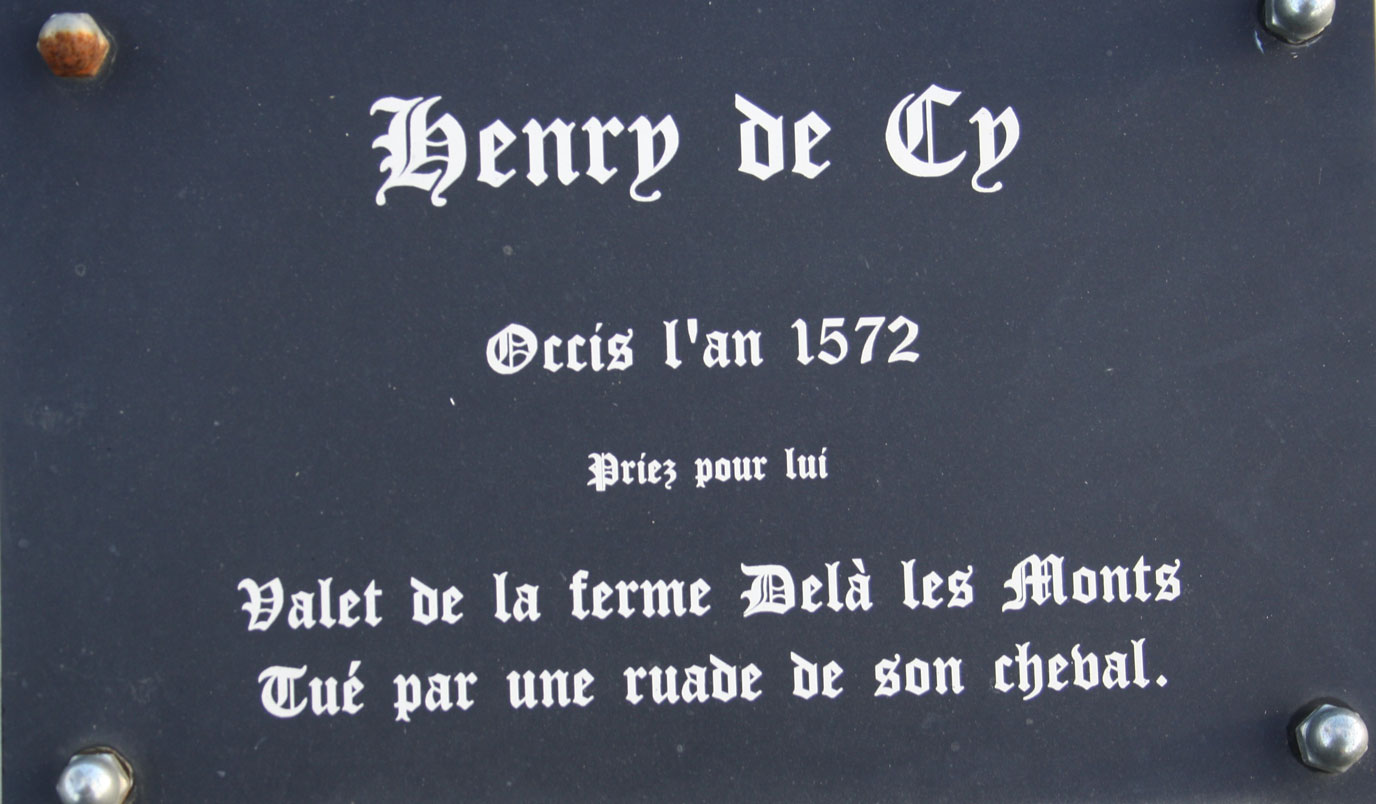 Henry de Cy
Occis l'an 1572
Priez pour lui
Valet de la ferme Delà les Monts
Tué par une ruade de son cheval.